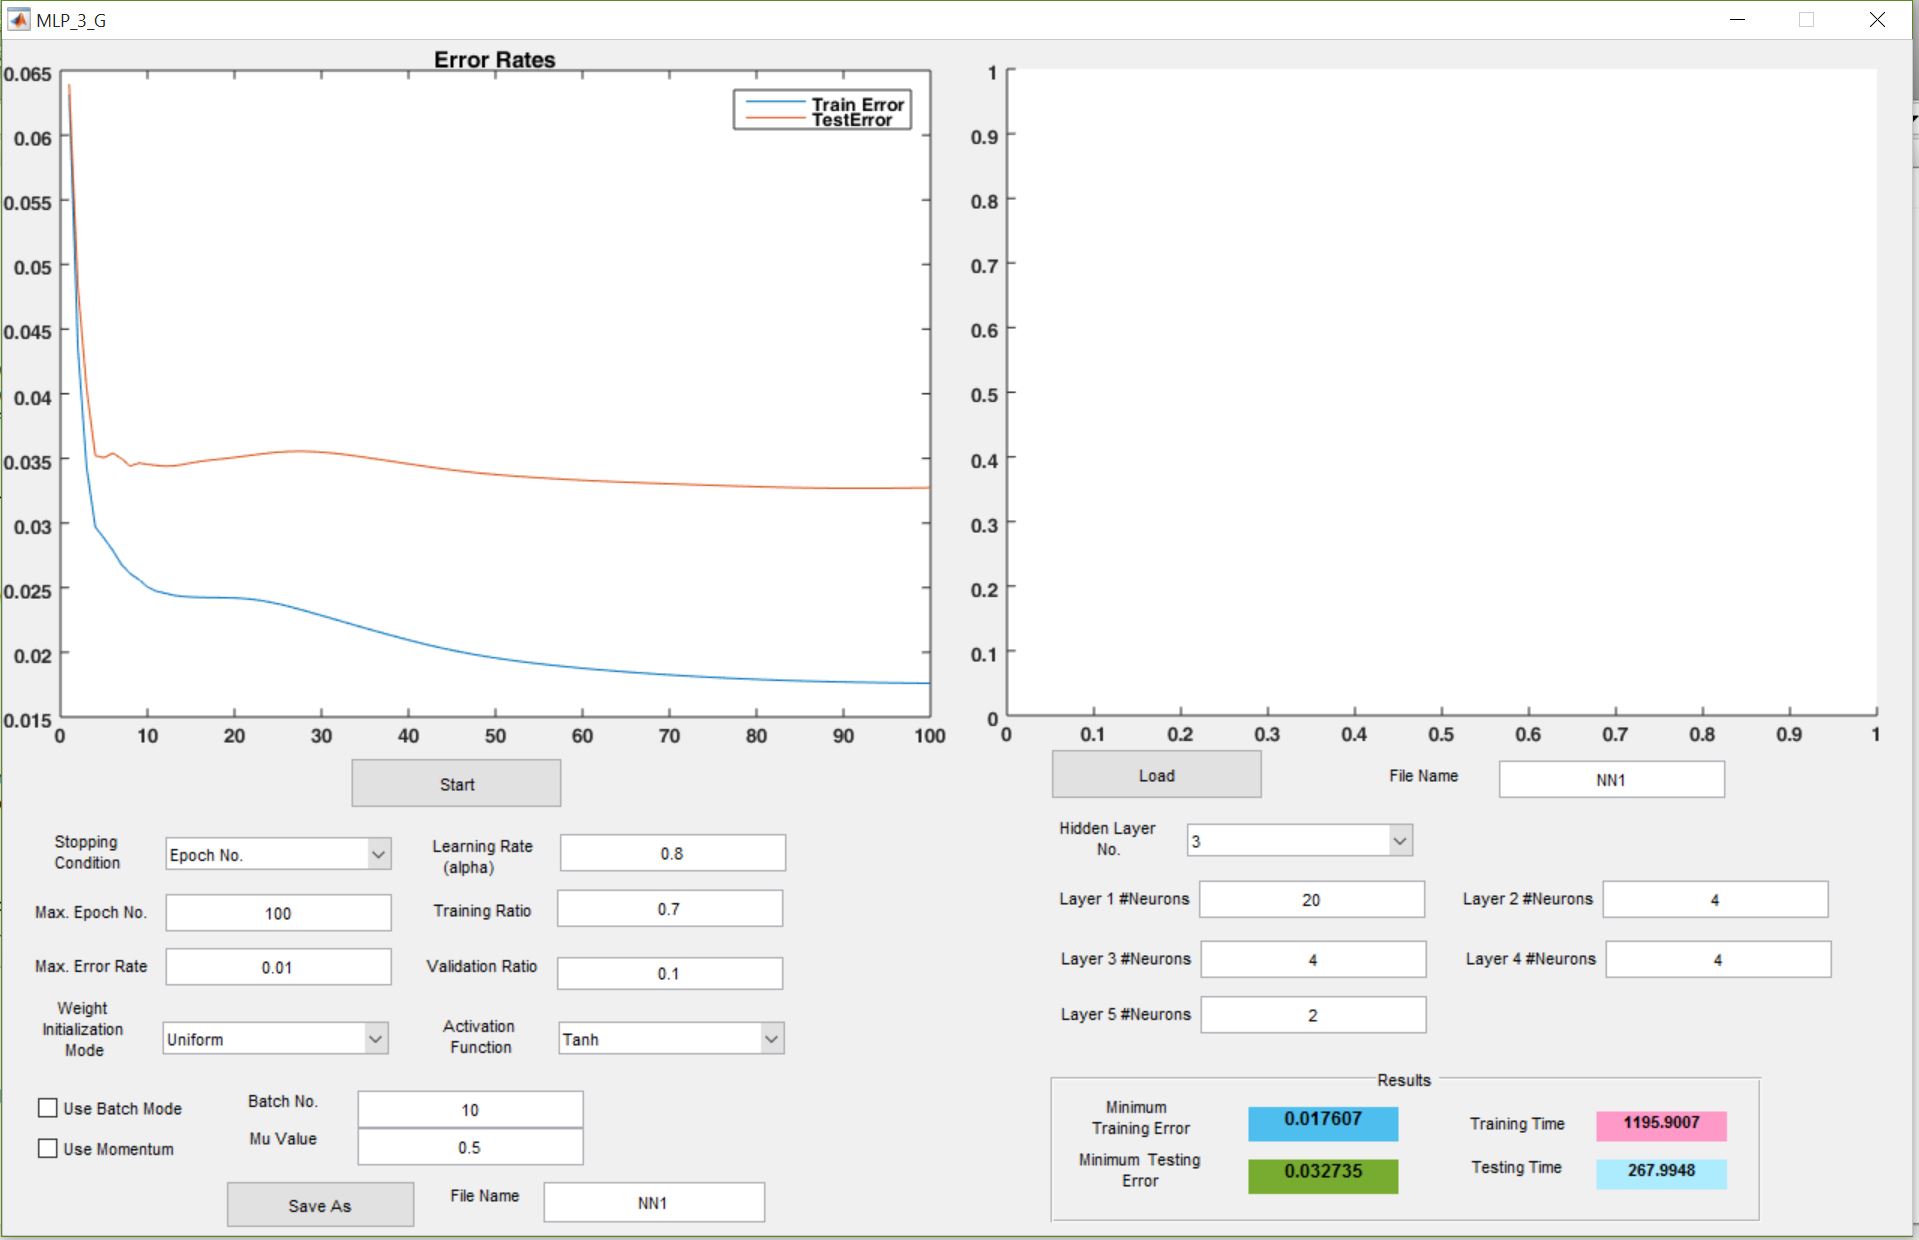 MLP_3_G
Error Rates
0.065
0.06
0.055
0.05
0.045
0.04
0.035
0.03
0.025
0.02
0.015
0 10 20 30 40 50 60 70 80 90 100
Train Error
TestError
1
0.9
0.8
0.7
0.6
0.5
0.4
0.3
0.2
0.1
0
0 0.1 0.2 0.3 0.4 0.5 0.6 0.7 0.8 0.9 1
Start
Stopping
Condition
Epoch No.
Learning Rate
(alpha)
0.8
Max. Epoch No.
100
Training Ratio
0.7
Max. Error Rate
0.01
Validation Ratio
0.1
Weight
Initialization
Mode
Uniform
Activation
Function
Tanh
Use Batch Mode
Batch No.
10
Use Momentum
Mu Value
0.5
Save As
File Name
NN1
Load
File Name
NN1
Hidden Layer
No.
3
Layer 1 #Neurons
20
Layer 2 #Neurons
4
Layer 3 #Neurons
4
Layer 4 #Neurons
4
Layer 5 #Neurons
2
Results
Minimum
Training Error
0.017607
Training Time
1195.9007
Minimum Testing
Error
0.032735
Testing Time
267.9948